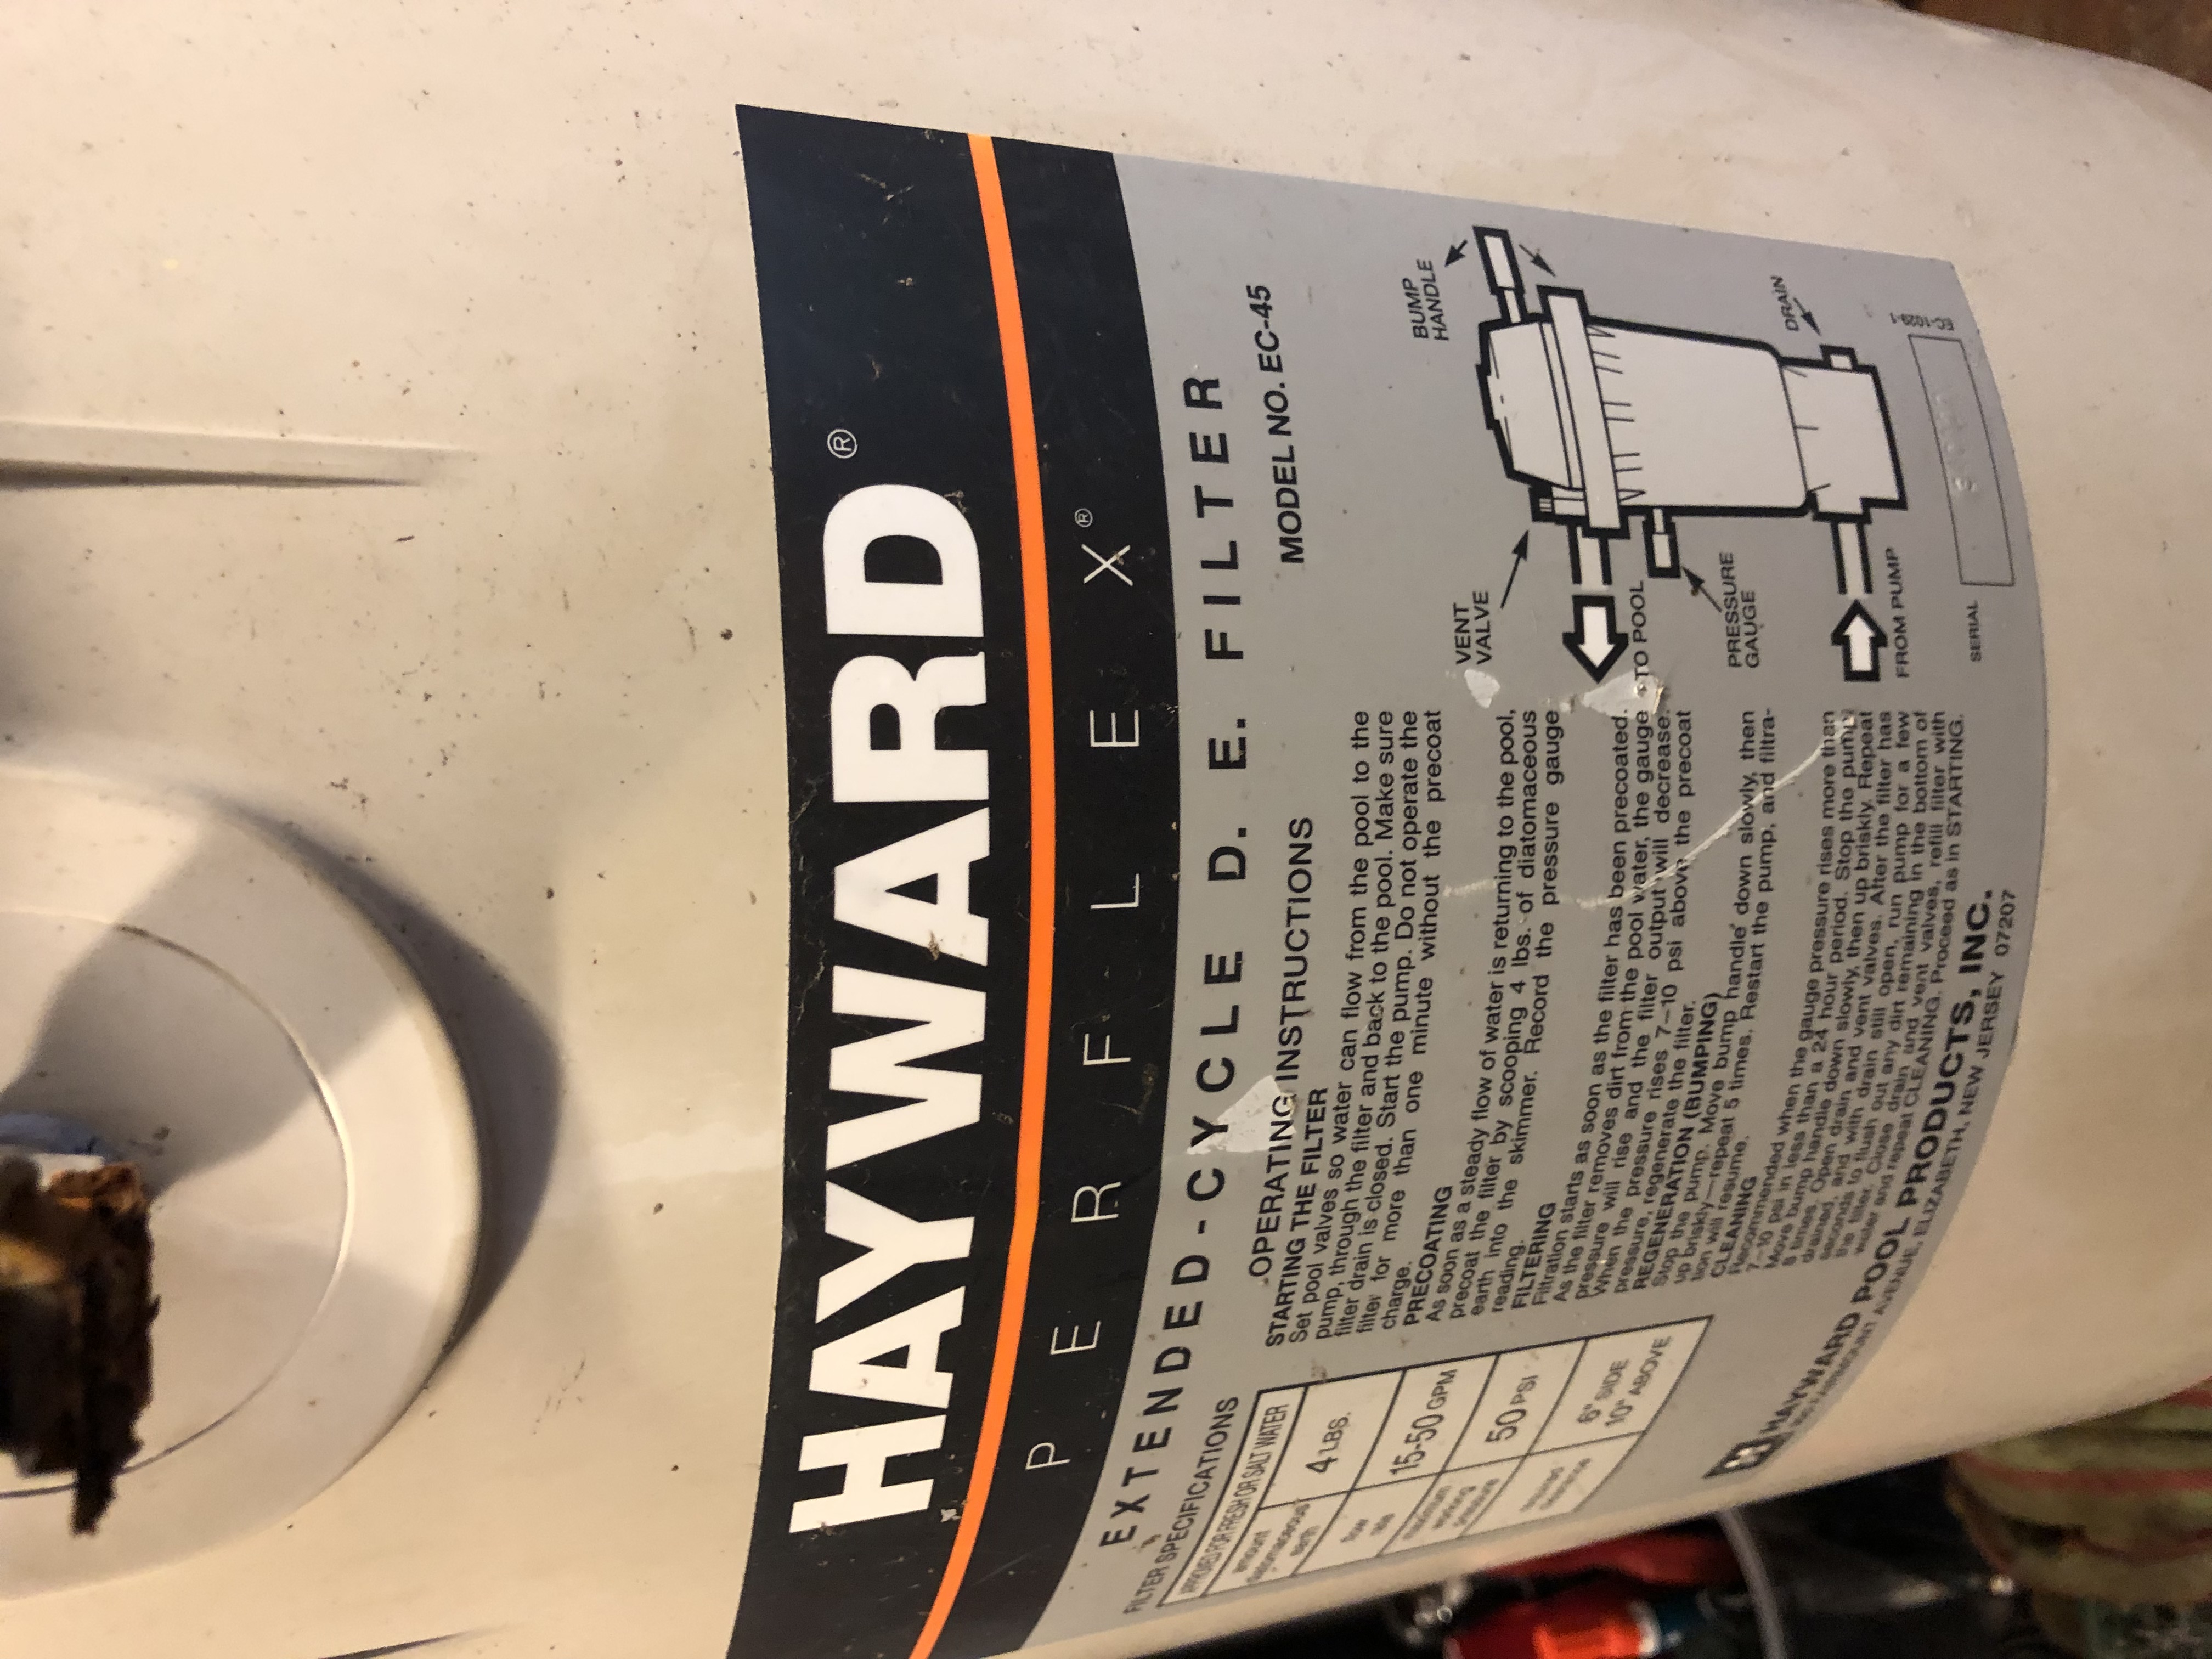 HAYWARD®
PERFLEX®
EXTENDED-CYCLE D.E. FILTER
MODEL NO. EC-45
FILTER SPECIFICATIONS
APPROVED FOR FRESH OR SALT WATER
amount diatomaceous earth 4 LBS.
flow rate 15-50 GPM
maximum working pressure 50 PSI
6" SIDE
10" ABOVE
OPERATING INSTRUCTIONS
STARTING THE FILTER
Set pool valves so water can flow from the pool to the
pump, through the filter and back to the pool. Make sure
filter drain is closed. Start the pump. Do not operate the
filter for more than one minute without the precoat
charge.
PRECOATING
As soon as a steady flow of water is returning to the pool,
precoat the filter by scooping 4 lbs. of diatomaceous
earth into the skimmer. Record the pressure gauge
reading.
FILTERING
Filtration starts as soon as the filter has been precoated.
As the filter removes dirt from the pool water, the gauge
pressure will rise and the filter output will decrease.
When the pressure rises 7-10 psi above the precoat
pressure, regenerate the filter.
REGENERATION (BUMPING)
Stop the pump. Move bump handle down slowly, then
up briskly—repeat 5 times. Restart the pump, and filtra-
tion will resume.
CLEANING
Recommended when the gauge pressure rises more than
7-10 psi in less than a 24 hour period. Stop the pump.
Move bump handle down slowly, then up briskly. Repeat
8 times. Open drain and vent valves. After the filter has
drained, and with drain still open, run pump for a few
seconds to flush out any dirt remaining in the bottom of
the filter. Close drain and vent valves, refill filter with
water and repeat CLEANING. Proceed as in STARTING.
BUMP
HANDLE
VENT
VALVE
TO POOL
PRESSURE
GAUGE
DRAIN
FROM PUMP
SERIAL
EC-1029-1
HAYWARD POOL PRODUCTS, INC.
FAIRMOUNT AVENUE, ELIZABETH, NEW JERSEY 07207